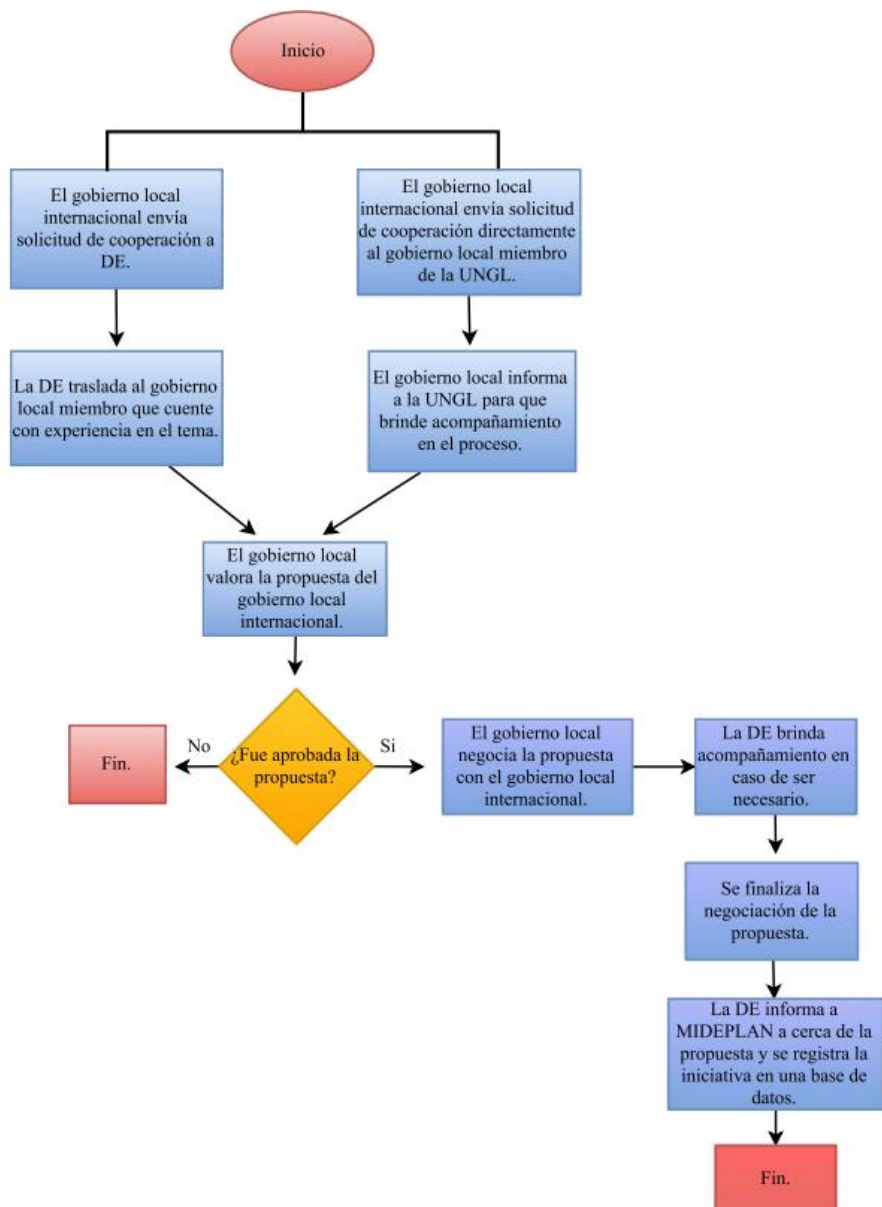 Inicio
El gobierno local
internacional envía
solicitud de cooperación a
DE.
El gobierno local
internacional envía solicitud
de cooperación directamente
al gobierno local miembro
de la UNGL.
La DE traslada al gobierno
local miembro que cuente
con experiencia en el tema.
El gobierno local informa
a la UNGL para que
brinde acompañamiento
en el proceso.
El gobierno local
valora la propuesta del
gobierno local
internacional.
¿Fue aprobada la
propuesta?
No
Fin.
Si
El gobierno local
negocia la propuesta
con el gobierno local
internacional.
La DE brinda
acompañamiento en
caso de ser
necesario.
Se finaliza la
negociación de la
propuesta.
La DE informa a
MIDEPLAN a cerca de la
propuesta y se registra la
iniciativa en una base de
datos.
Fin.